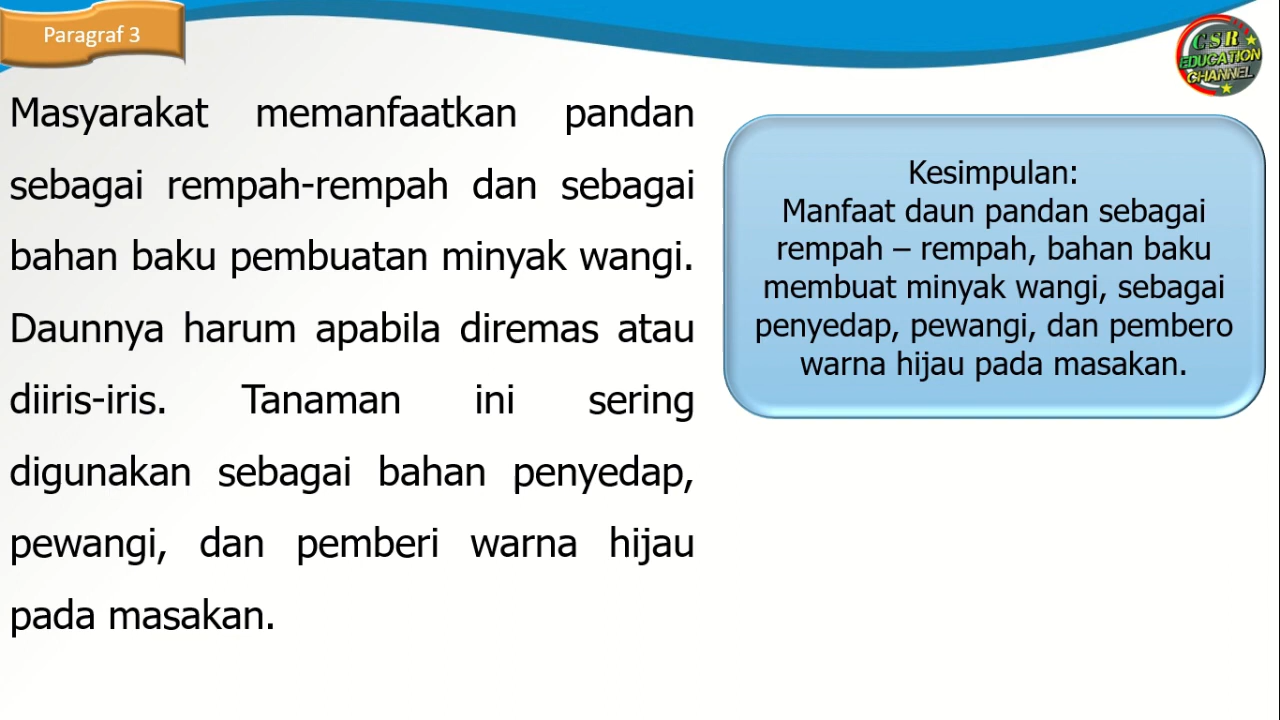 Paragraf 3
CSR
EDUCATION
CHANNEL
Masyarakat memanfaatkan pandan
sebagai rempah-rempah dan sebagai
bahan baku pembuatan minyak wangi.
Daunnya harum apabila diremas atau
diiris-iris. Tanaman ini sering
digunakan sebagai bahan penyedap,
pewangi, dan pemberi warna hijau
pada masakan.
Kesimpulan:
Manfaat daun pandan sebagai
rempah – rempah, bahan baku
membuat minyak wangi, sebagai
penyedap, pewangi, dan pembero
warna hijau pada masakan.